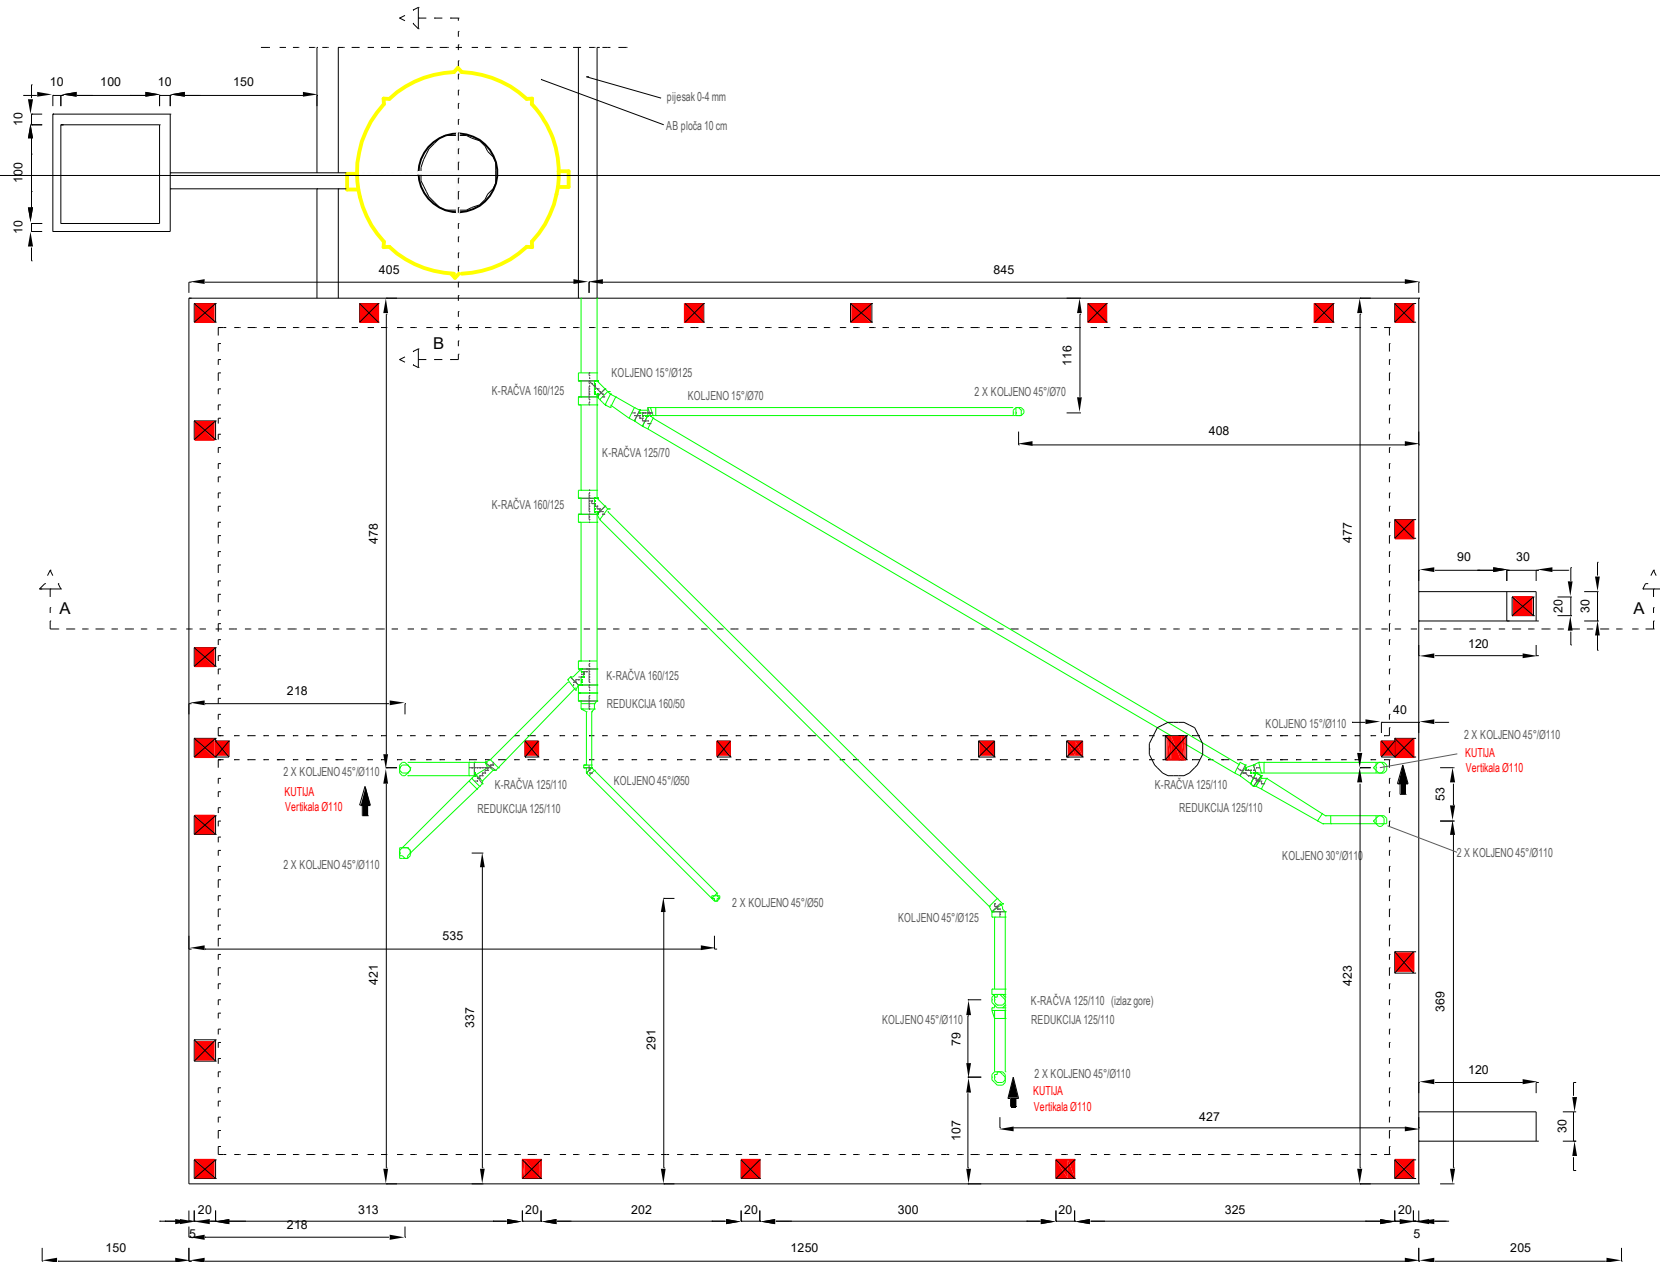 10
100
10
150
10
100
10
pijesak 0-4 mm
AB ploča 10 cm
405
845
B
116
KOLJENO 15°/Ø125
K-RAČVA 160/125
KOLJENO 15°/Ø70
2 X KOLJENO 45°/Ø70
408
K-RAČVA 125/70
K-RAČVA 160/125
478
477
90
30
20
30
A
A
120
K-RAČVA 160/125
218
REDUKCIJA 160/50
40
KOLJENO 15°/Ø110
2 X KOLJENO 45°/Ø110
KUTIJA
Vertikala Ø110
2 X KOLJENO 45°/Ø110
KUTIJA
Vertikala Ø110
K-RAČVA 125/110
KOLJENO 45°/Ø50
K-RAČVA 125/110
REDUKCIJA 125/110
REDUKCIJA 125/110
53
2 X KOLJENO 45°/Ø110
KOLJENO 30°/Ø110
2 X KOLJENO 45°/Ø110
2 X KOLJENO 45°/Ø50
KOLJENO 45°/Ø125
535
421
423
369
337
291
K-RAČVA 125/110 (izlaz gore)
KOLJENO 45°/Ø110
REDUKCIJA 125/110
79
2 X KOLJENO 45°/Ø110
KUTIJA
Vertikala Ø110
120
427
107
30
20
313
20
202
20
300
20
325
20
5
218
5
150
1250
205